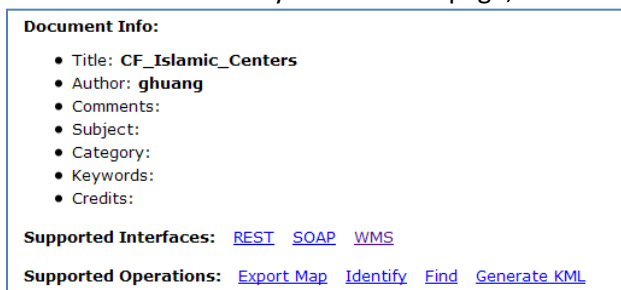 Document Info:
• Title: CF_Islamic_Centers
• Author: ghuang
• Comments:
• Subject:
• Category:
• Keywords:
• Credits:
Supported Interfaces: REST SOAP WMS
Supported Operations: Export Map Identify Find Generate KML